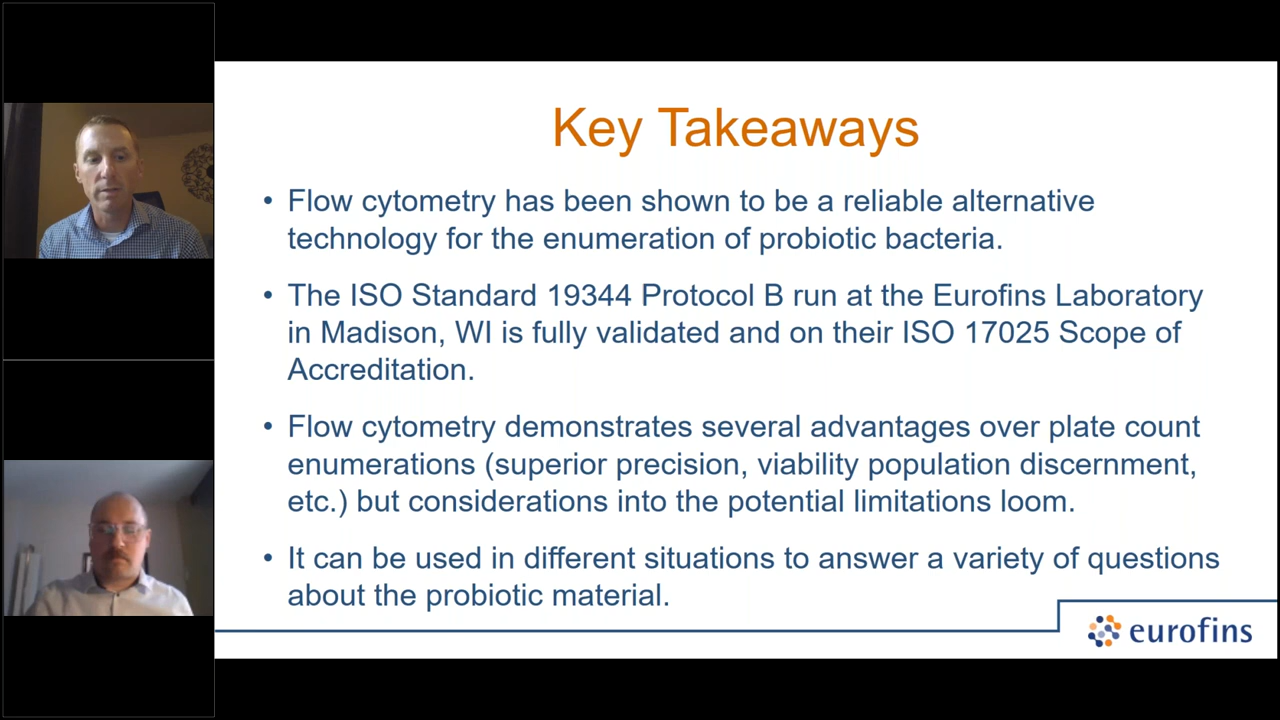 Key Takeaways
• Flow cytometry has been shown to be a reliable alternative
technology for the enumeration of probiotic bacteria.
• The ISO Standard 19344 Protocol B run at the Eurofins Laboratory
in Madison, WI is fully validated and on their ISO 17025 Scope of
Accreditation.
• Flow cytometry demonstrates several advantages over plate count
enumerations (superior precision, viability population discernment,
etc.) but considerations into the potential limitations loom.
• It can be used in different situations to answer a variety of questions
about the probiotic material.
eurofins